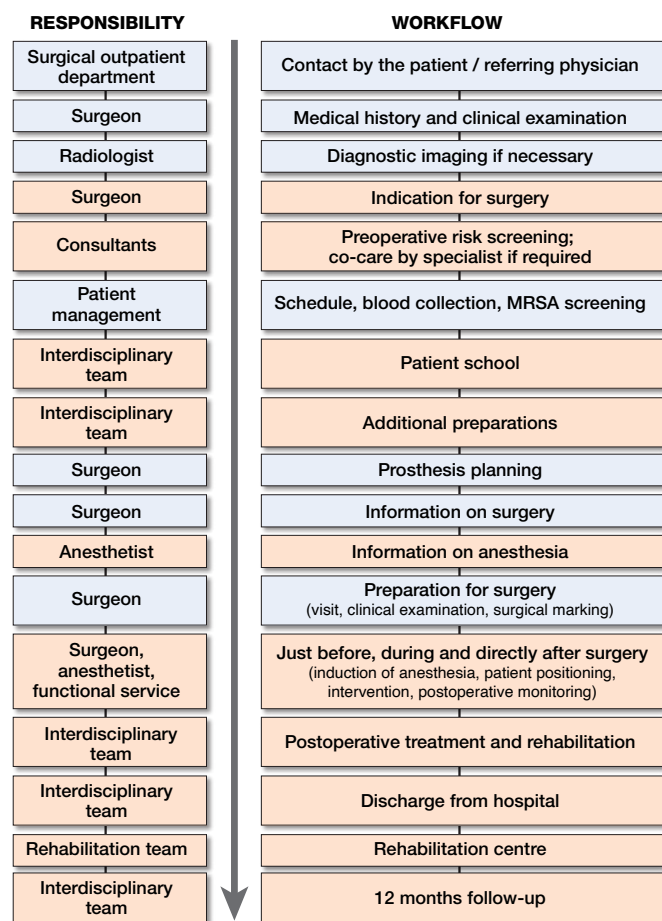 RESPONSIBILITY
WORKFLOW
Surgical outpatient
department
Contact by the patient / referring physician
Surgeon
Medical history and clinical examination
Radiologist
Diagnostic imaging if necessary
Surgeon
Indication for surgery
Consultants
Preoperative risk screening;
co-care by specialist if required
Patient
management
Schedule, blood collection, MRSA screening
Interdisciplinary
team
Patient school
Interdisciplinary
team
Additional preparations
Surgeon
Prosthesis planning
Surgeon
Information on surgery
Anesthetist
Information on anesthesia
Surgeon
Preparation for surgery
(visit, clinical examination, surgical marking)
Surgeon,
anesthetist,
functional service
Just before, during and directly after surgery
(induction of anesthesia, patient positioning,
intervention, postoperative monitoring)
Interdisciplinary
team
Postoperative treatment and rehabilitation
Interdisciplinary
team
Discharge from hospital
Rehabilitation team
Rehabilitation centre
Interdisciplinary
team
12 months follow-up